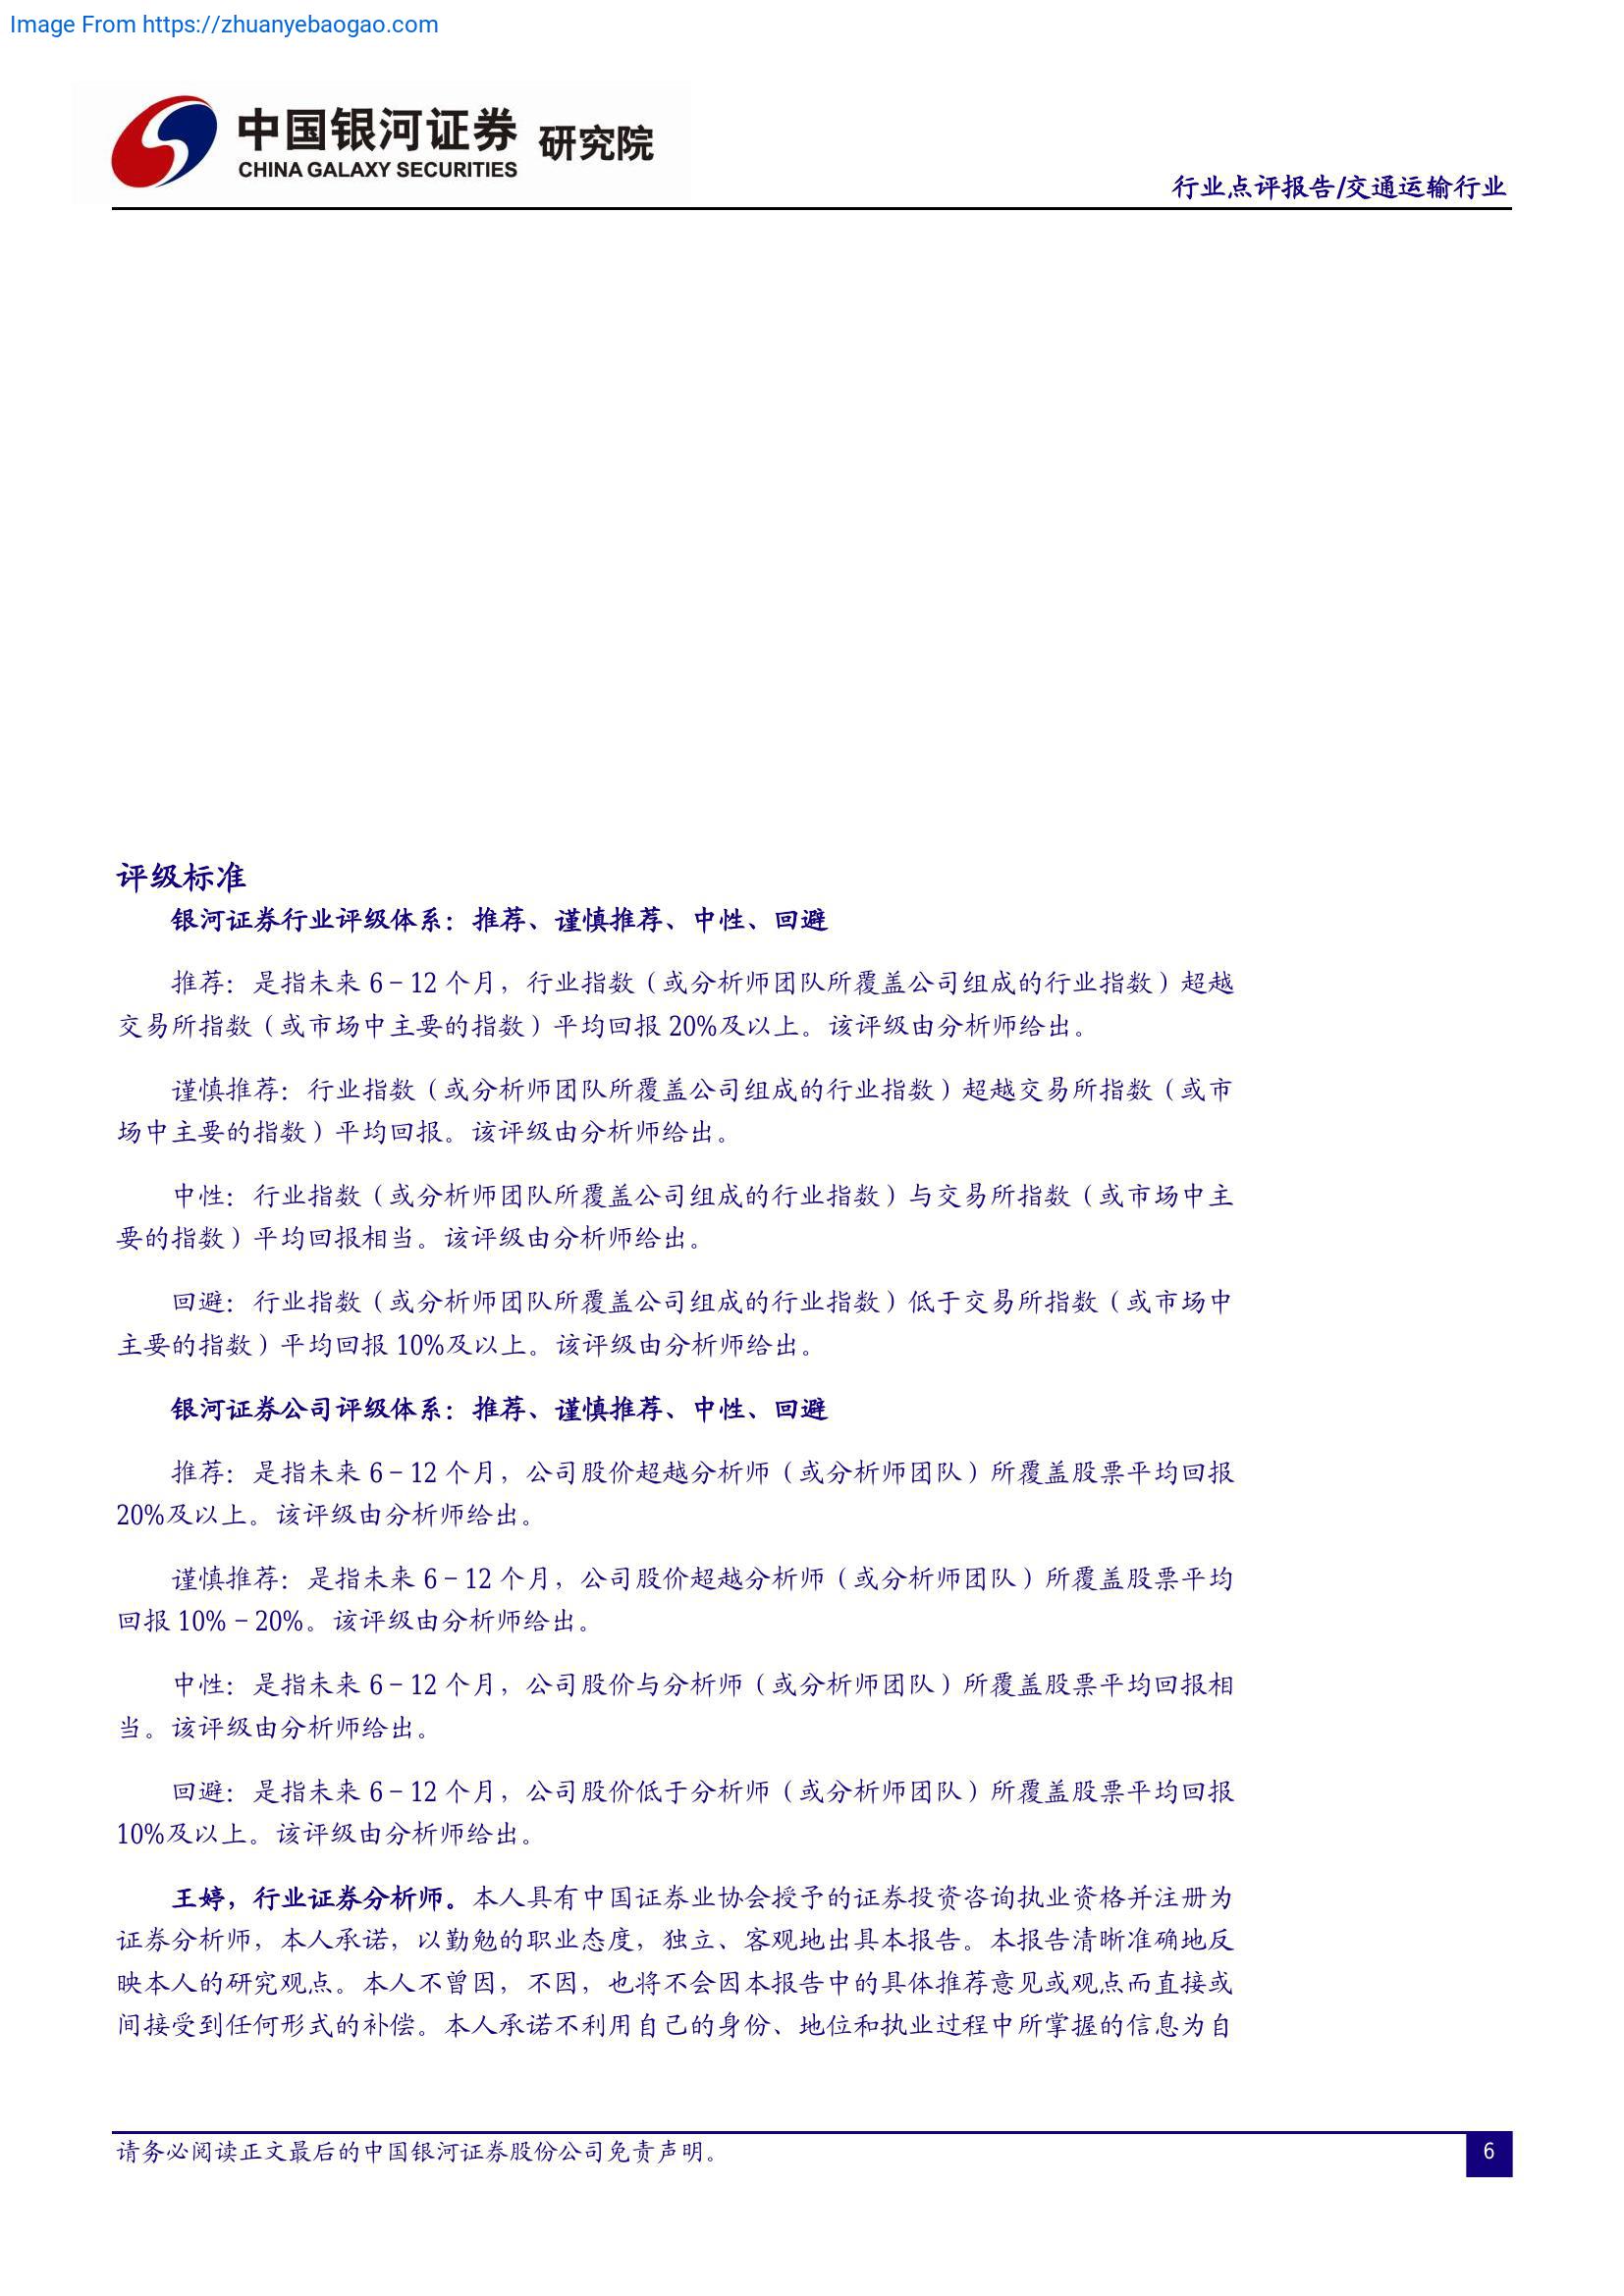 Image From https://zhuanyebaogao.com
中国银河证券 研究院
CHINA GALAXY SECURITIES
行业点评报告/交通运输行业
评级标准
银河证券行业评级体系：推荐、谨慎推荐、中性、回避
推荐：是指未来 6－12 个月，行业指数（或分析师团队所覆盖公司组成的行业指数）超越
交易所指数（或市场中主要的指数）平均回报 20%及以上。该评级由分析师给出。
谨慎推荐：行业指数（或分析师团队所覆盖公司组成的行业指数）超越交易所指数（或市
场中主要的指数）平均回报。该评级由分析师给出。
中性：行业指数（或分析师团队所覆盖公司组成的行业指数）与交易所指数（或市场中主
要的指数）平均回报相当。该评级由分析师给出。
回避：行业指数（或分析师团队所覆盖公司组成的行业指数）低于交易所指数（或市场中
主要的指数）平均回报 10%及以上。该评级由分析师给出。
银河证券公司评级体系：推荐、谨慎推荐、中性、回避
推荐：是指未来 6－12 个月，公司股价超越分析师（或分析师团队）所覆盖股票平均回报
20%及以上。该评级由分析师给出。
谨慎推荐：是指未来 6－12 个月，公司股价超越分析师（或分析师团队）所覆盖股票平均
回报 10%－20%。该评级由分析师给出。
中性：是指未来 6－12 个月，公司股价与分析师（或分析师团队）所覆盖股票平均回报相
当。该评级由分析师给出。
回避：是指未来 6－12 个月，公司股价低于分析师（或分析师团队）所覆盖股票平均回报
10%及以上。该评级由分析师给出。
王婷，行业证券分析师。本人具有中国证券业协会授予的证券投资咨询执业资格并注册为
证券分析师，本人承诺，以勤勉的职业态度，独立、客观地出具本报告。本报告清晰准确地反
映本人的研究观点。本人不曾因，不因，也将不会因本报告中的具体推荐意见或观点而直接或
间接受到任何形式的补偿。本人承诺不利用自己的身份、地位和执业过程中所掌握的信息为自
请务必阅读正文最后的中国银河证券股份公司免责声明。
6